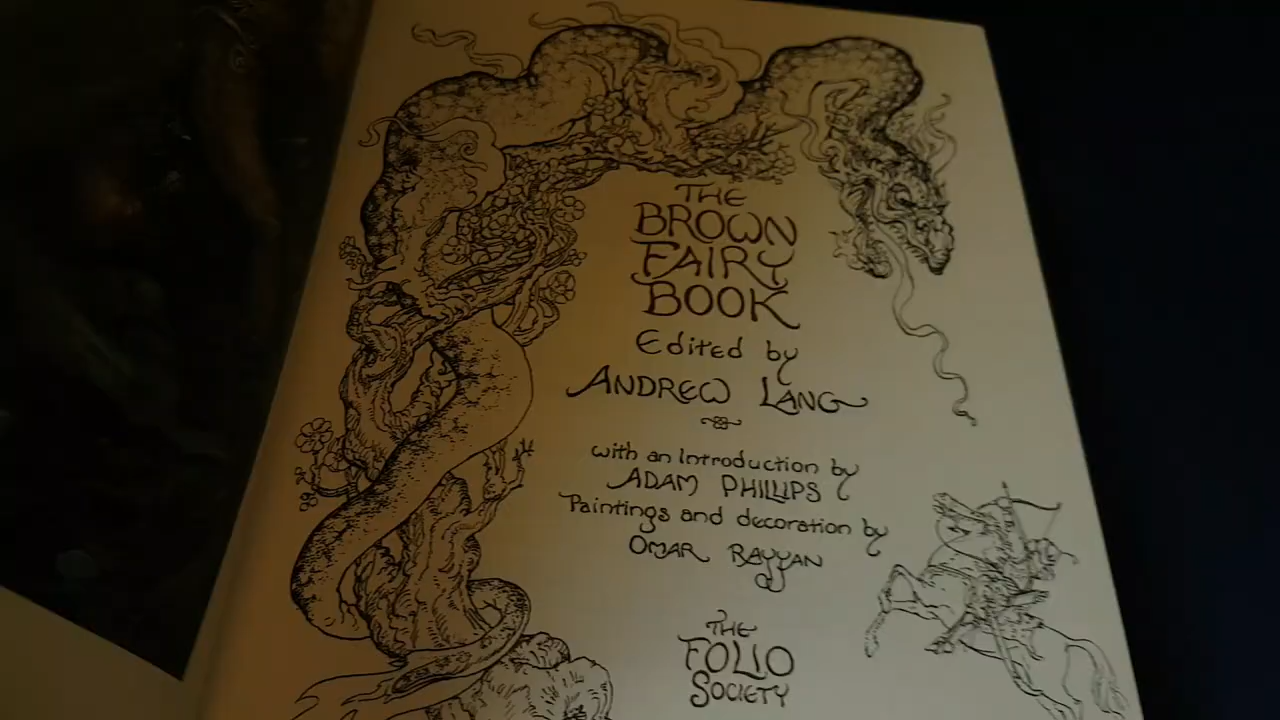 THE
BROWN
FAIRY
BOOK
Edited by
ANDREW LANG
with an Introduction by
ADAM PHILLIPS
Paintings and decoration by
OMAR RAYYAN
THE
FOLIO
SOCIETY